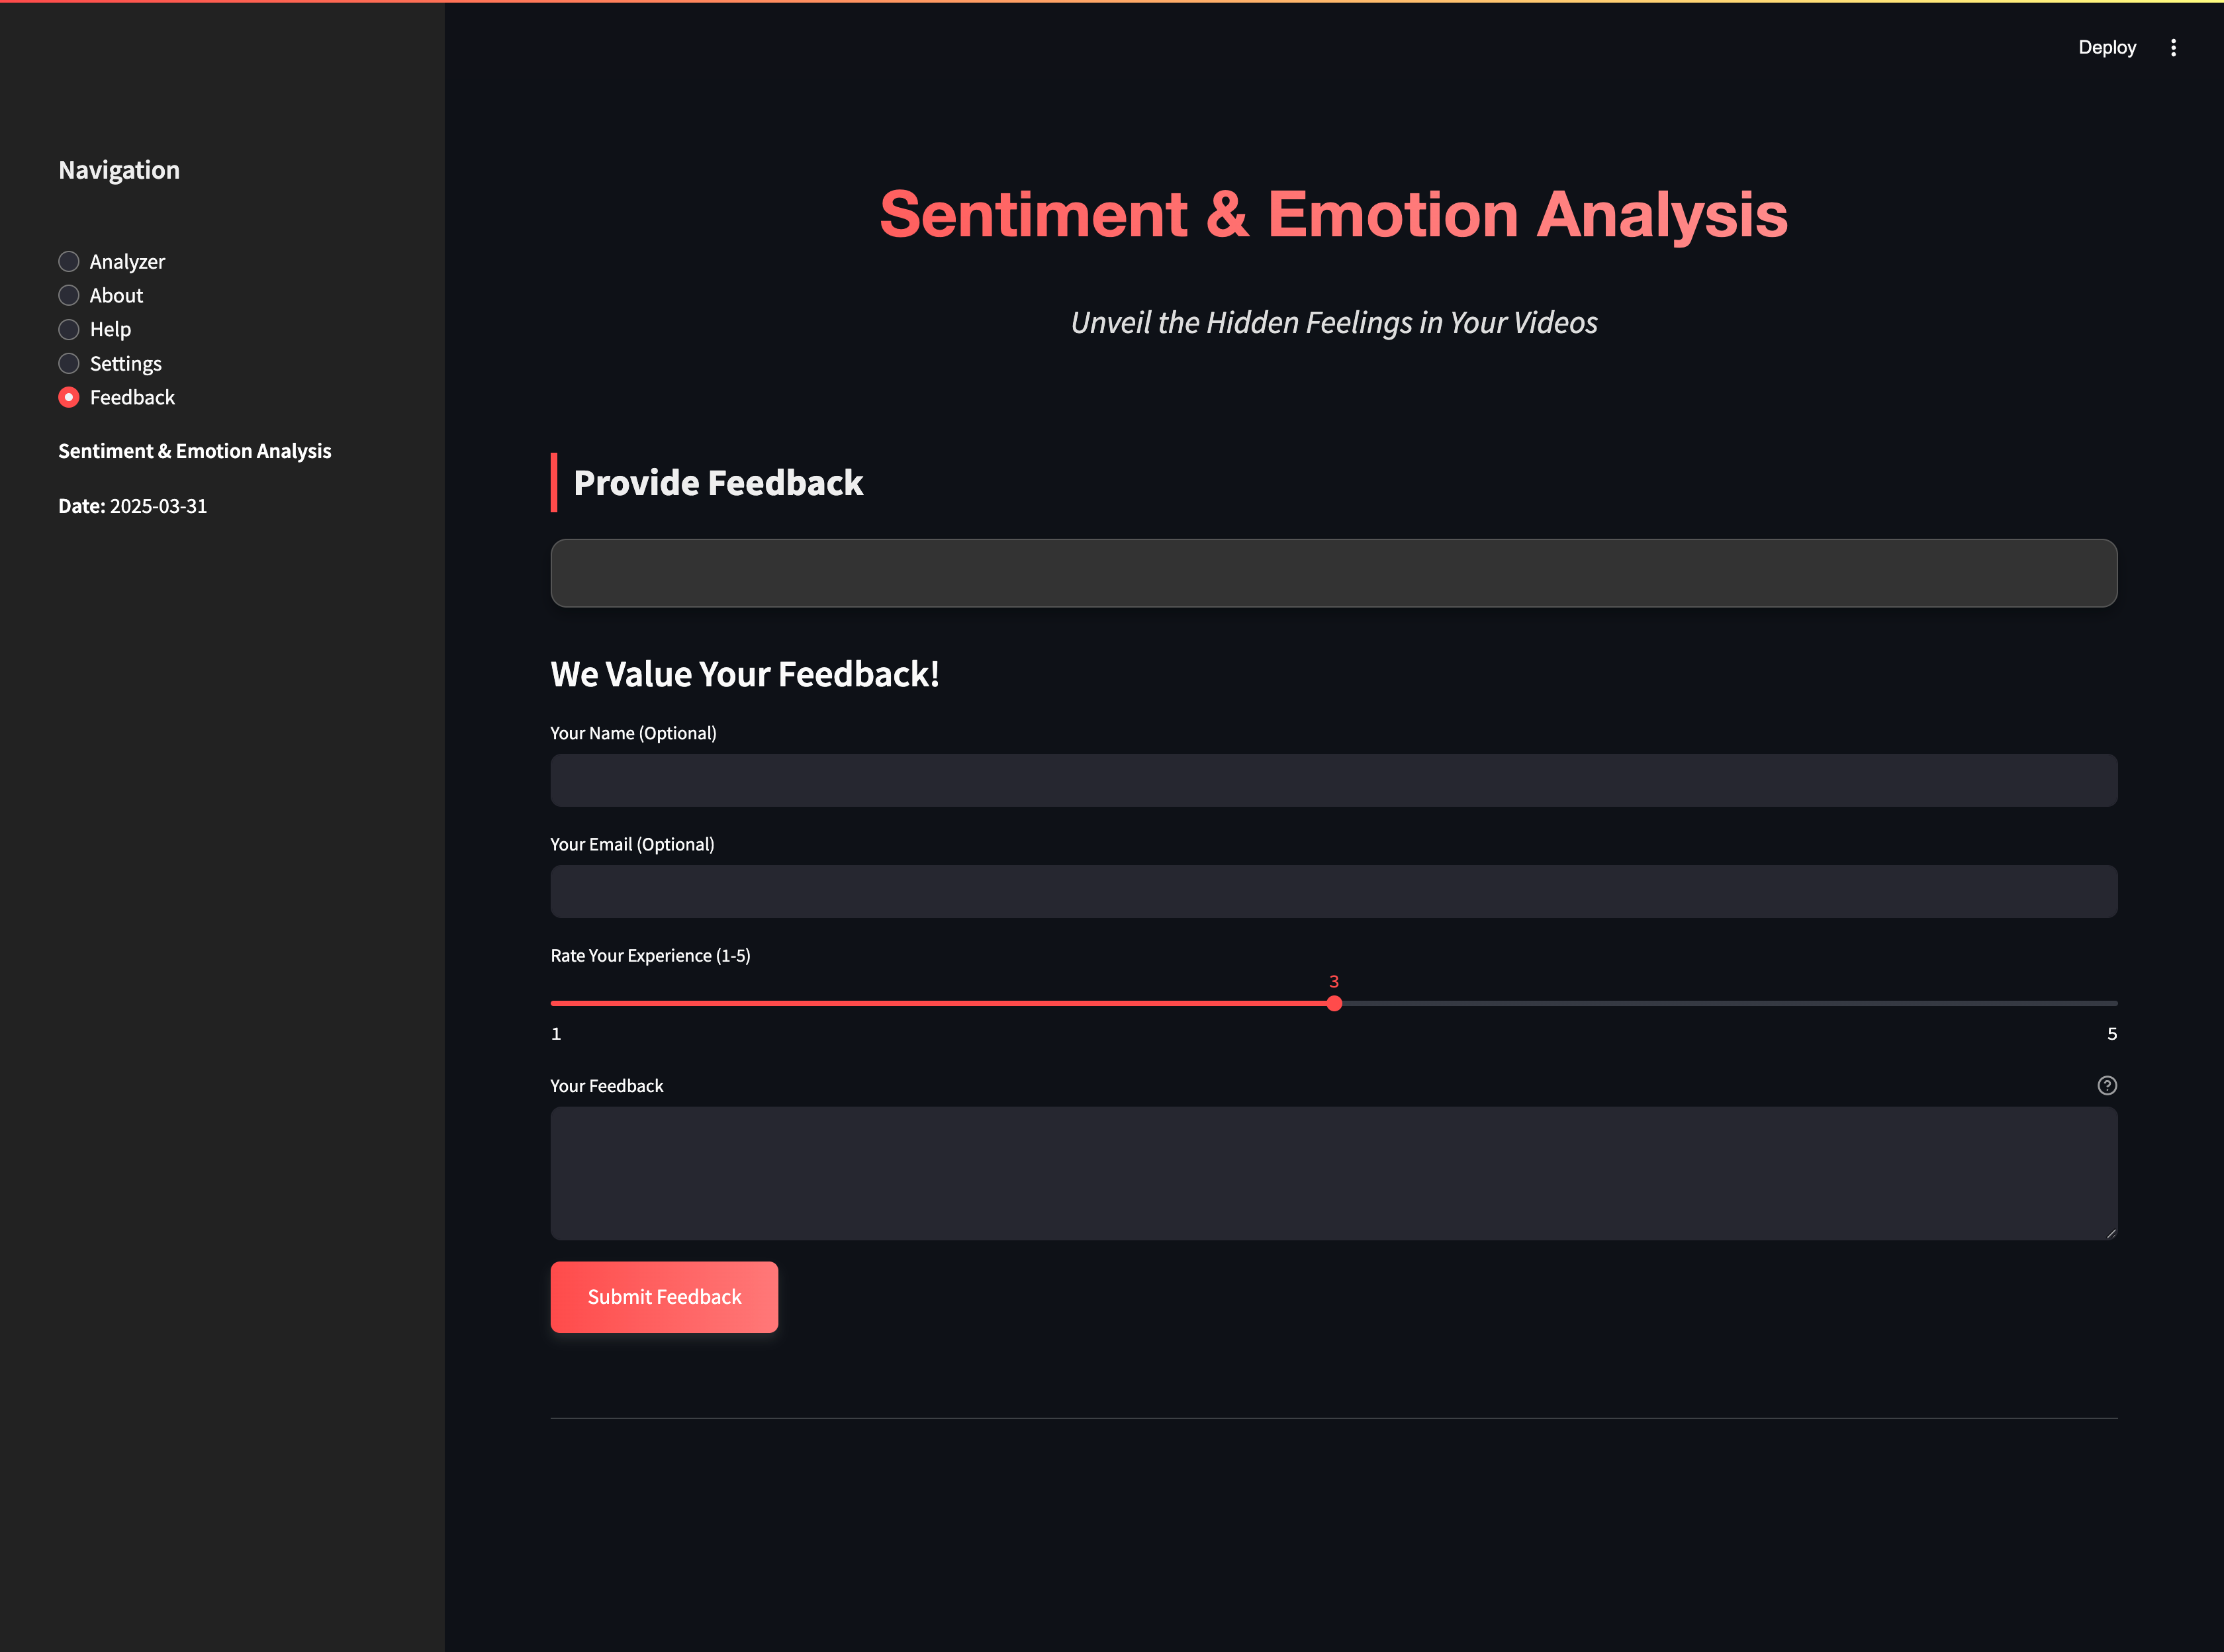 Deploy
Navigation
Analyzer
About
Help
Settings
Feedback
Sentiment & Emotion Analysis
Date: 2025-03-31
Sentiment & Emotion Analysis
Unveil the Hidden Feelings in Your Videos
Provide Feedback
We Value Your Feedback!
Your Name (Optional)
Your Email (Optional)
Rate Your Experience (1-5)
3
1 5
Your Feedback
Submit Feedback